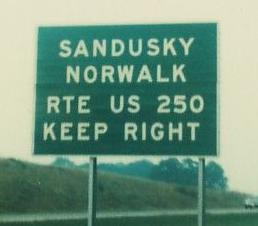 SANDUSKY
NORWALK
RTE US 250
KEEP RIGHT